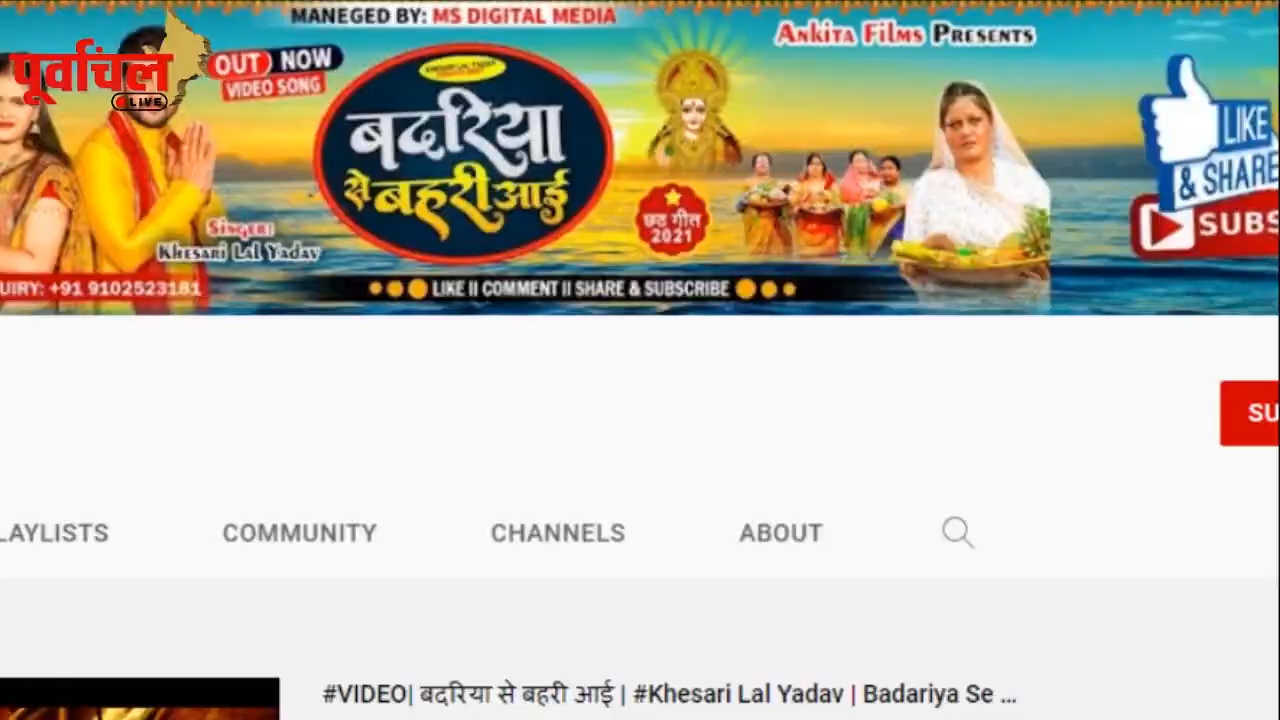 MANEGED BY: MS DIGITAL MEDIA
Ankita Films Presents
पूर्वांचल
LIVE
OUT NOW
VIDEO SONG
बदरिया
से बहरी आई
छठ गीत
2021
LIKE
& SHARE
SUBS
Singer:
Khesari Lal Yadav
UIRY: +91 9102523181
LIKE || COMMENT || SHARE & SUBSCRIBE
SU
LAYLISTS COMMUNITY CHANNELS ABOUT
#VIDEO| बदरिया से बहरी आई | #Khesari Lal Yadav | Badariya Se ...